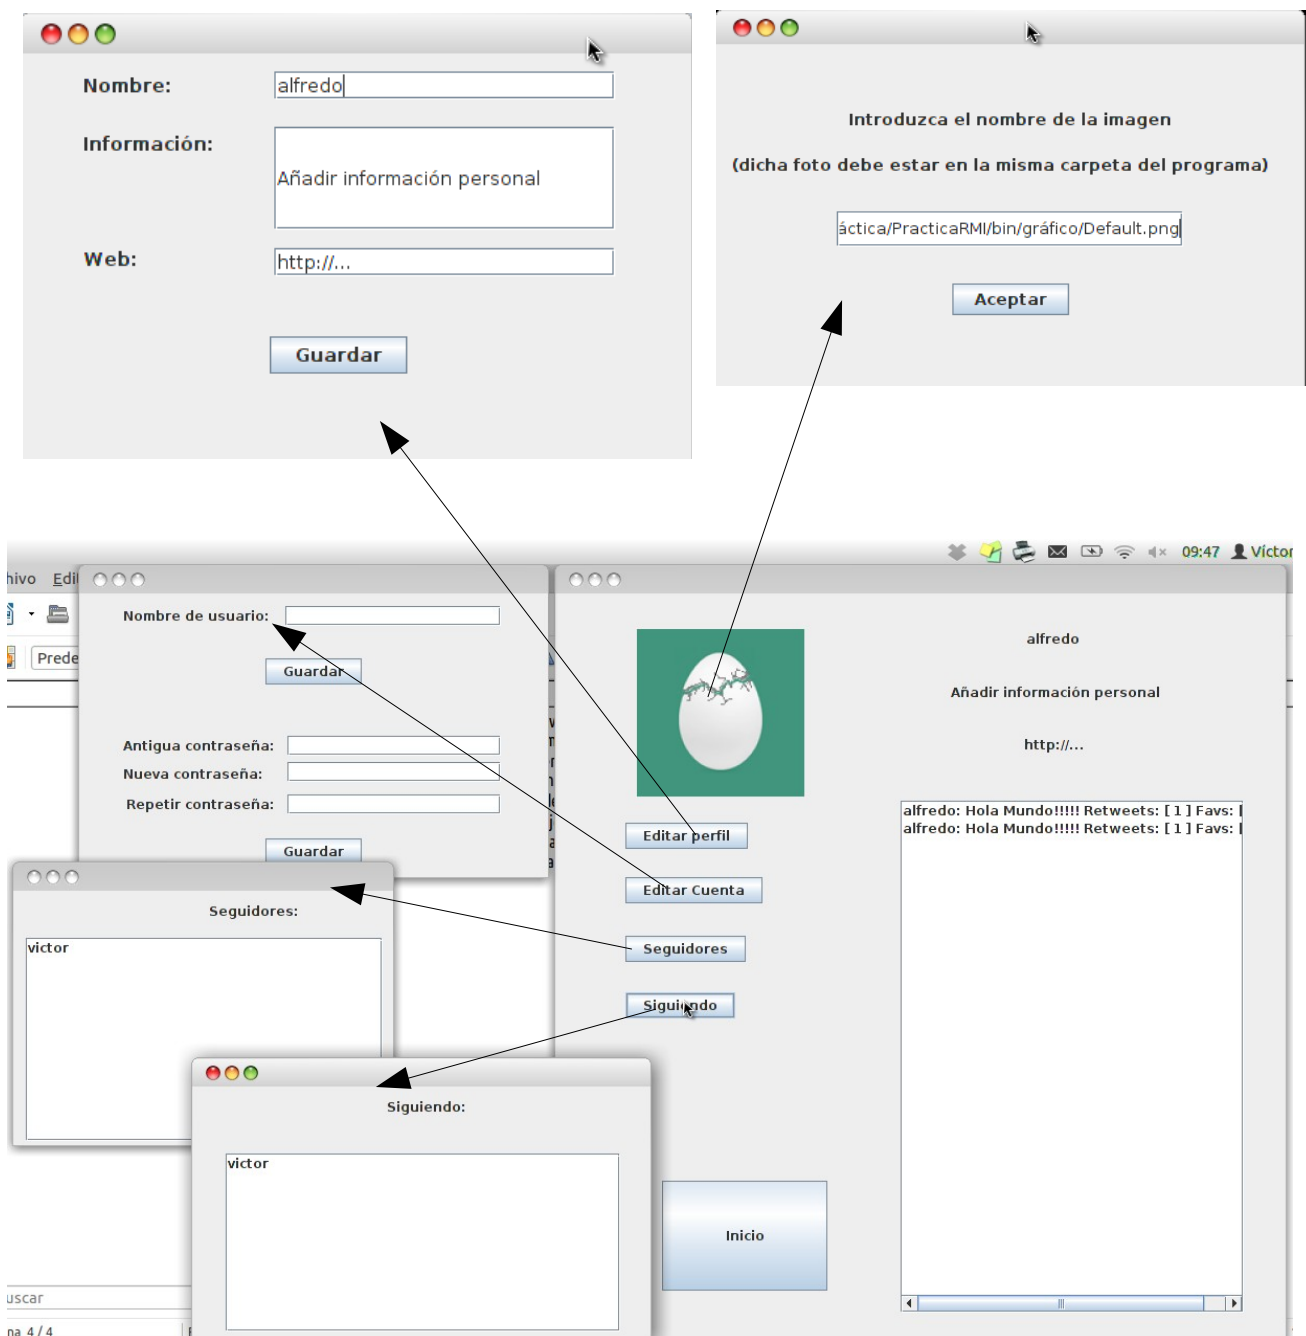 Nombre:
alfredo
Información:
Añadir información personal
Web:
http://...
Guardar
Introduzca el nombre de la imagen
(dicha foto debe estar en la misma carpeta del programa)
áctica/PracticaRMI/bin/gráfico/Default.png
Aceptar
09:47 Víctor
hivo Edi
Prede
Nombre de usuario:
Guardar
Antigua contraseña:
Nueva contraseña:
Repetir contraseña:
Guardar
alfredo
Añadir información personal
http://...
alfredo: Hola Mundo!!!!! Retweets: [ 1 ] Favs: [
alfredo: Hola Mundo!!!!! Retweets: [ 1 ] Favs: [
Editar perfil
Editar Cuenta
Seguidores
Siguiendo
Inicio
Seguidores:
victor
Siguiendo:
victor
uscar
na 4 / 4